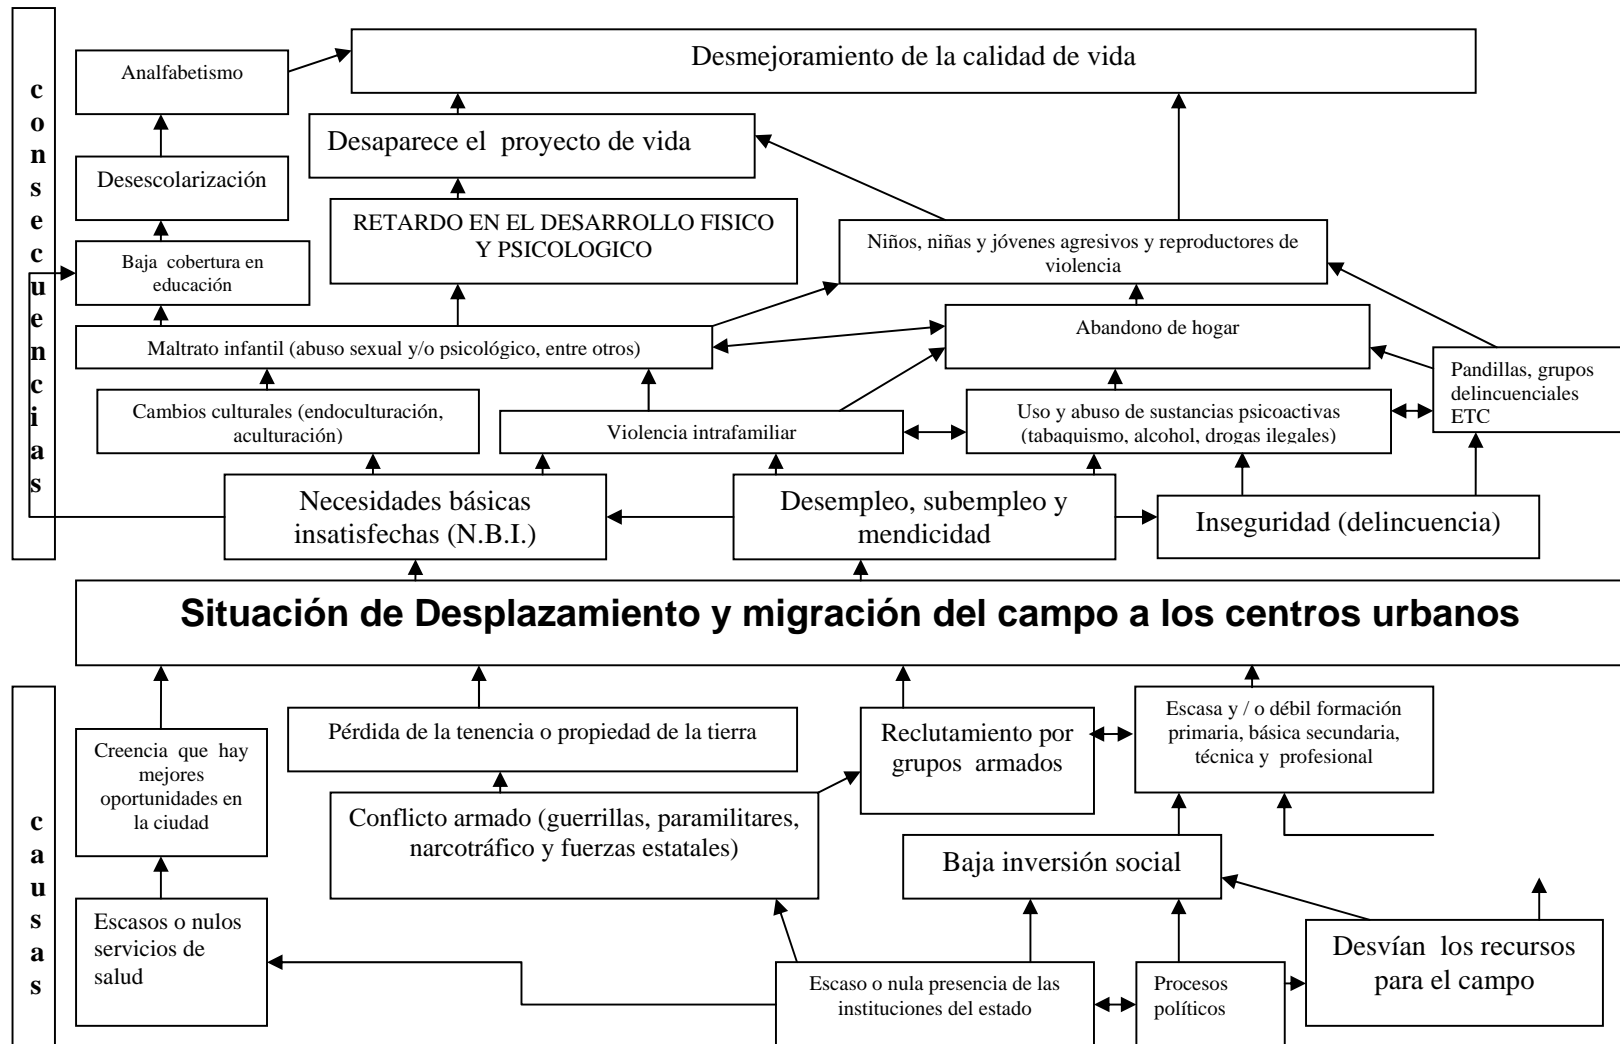 consecuencias
Desmejoramiento de la calidad de vida
Analfabetismo
Desaparece el  proyecto de vida
Desescolarización
RETARDO EN EL DESARROLLO FISICO
Y PSICOLOGICO
Niños, niñas y jóvenes agresivos y reproductores de
violencia
Baja  cobertura en
educación
Abandono de hogar
Maltrato infantil (abuso sexual y/o psicológico, entre otros)
Pandillas, grupos
delincuenciales
ETC
Cambios culturales (endoculturación,
aculturación)
Violencia intrafamiliar
Uso y abuso de sustancias psicoactivas
(tabaquismo, alcohol, drogas ilegales)
Necesidades básicas
insatisfechas (N.B.I.)
Desempleo, subempleo y
mendicidad
Inseguridad (delincuencia)
Situación de Desplazamiento y migración del campo a los centros urbanos
causas
Creencia  que hay
mejores
oportunidades en
la ciudad
Pérdida de la tenencia o propiedad de la tierra
Reclutamiento por
grupos  armados
Escasa y / o débil formación
primaria, básica secundaria,
técnica y  profesional
Conflicto armado (guerrillas, paramilitares,
narcotráfico y fuerzas estatales)
Baja inversión social
Escasos o nulos
servicios de
salud
Escaso o nula presencia de las
instituciones del estado
Procesos
políticos
Desvían  los recursos
para el campo